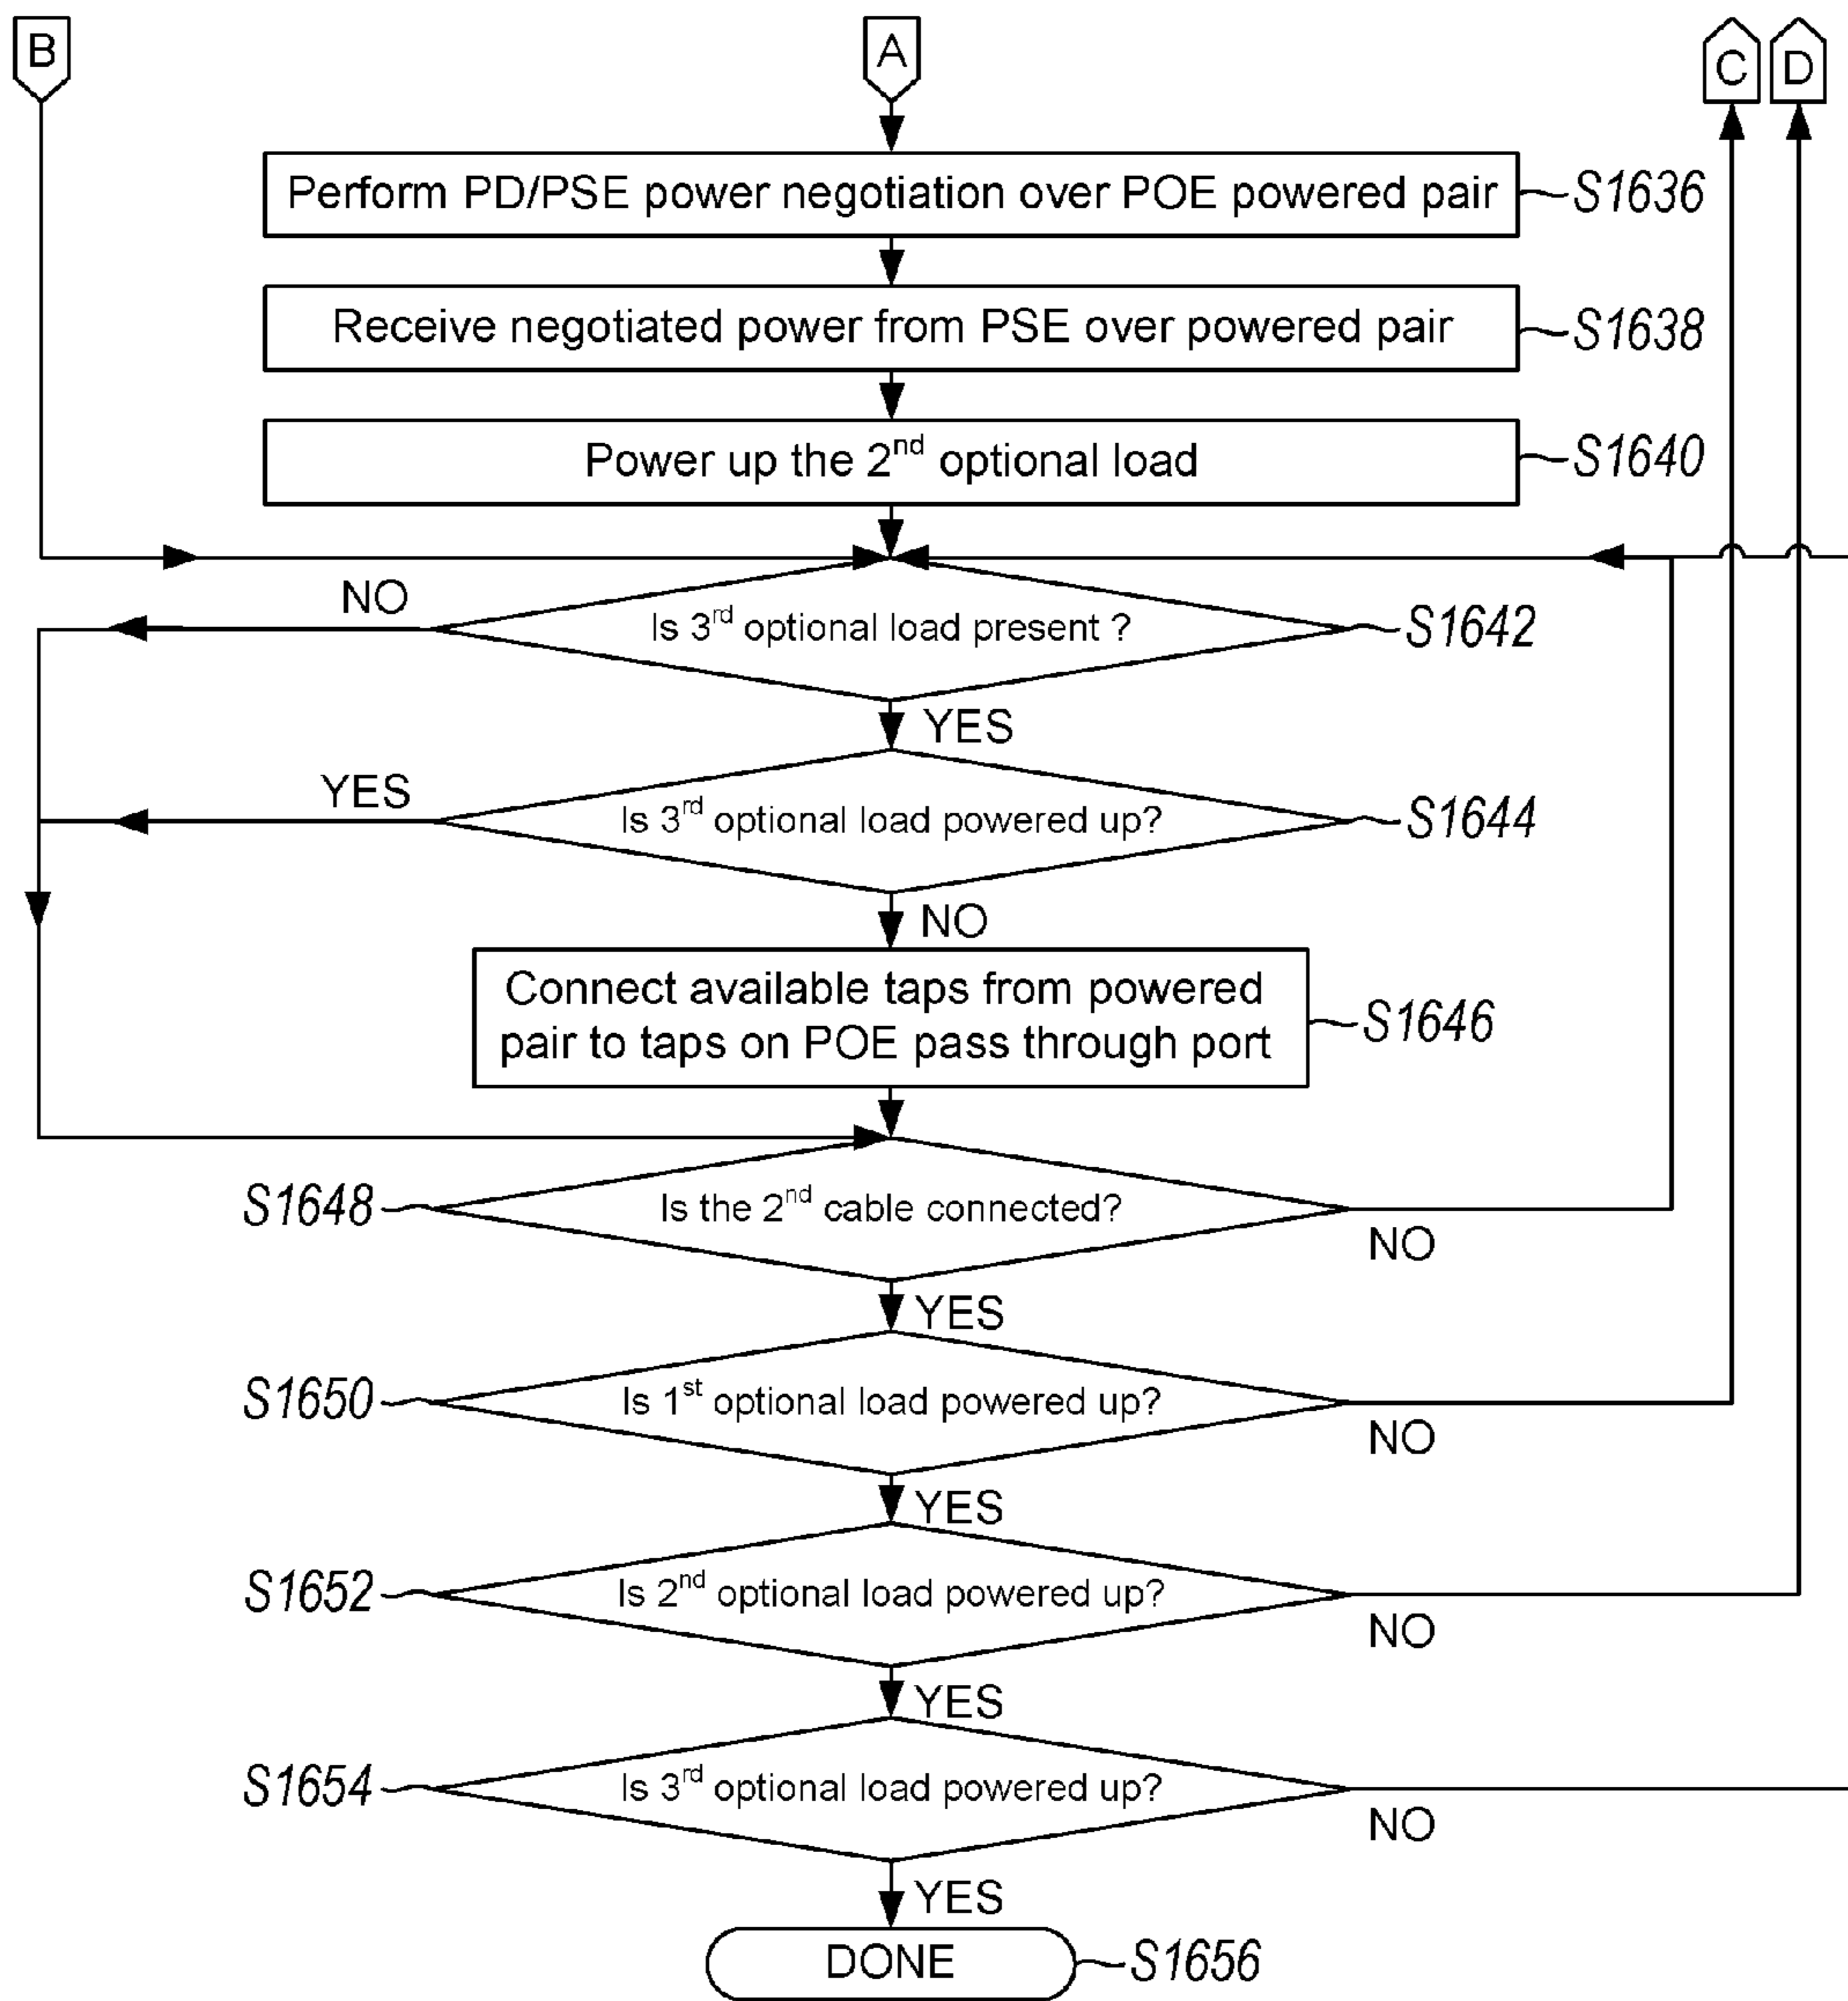 B
A
C
D
Perform PD/PSE power negotiation over POE powered pair
S1636
Receive negotiated power from PSE over powered pair
S1638
Power up the 2nd optional load
S1640
NO
Is 3rd optional load present ?
S1642
YES
YES
Is 3rd optional load powered up?
S1644
NO
Connect available taps from powered
pair to taps on POE pass through port
S1646
S1648
Is the 2nd cable connected?
NO
YES
S1650
Is 1st optional load powered up?
NO
YES
S1652
Is 2nd optional load powered up?
NO
YES
S1654
Is 3rd optional load powered up?
NO
YES
DONE
S1656